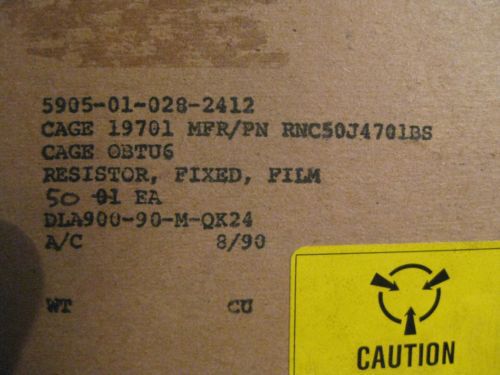 5905-01-028-2412
CAGE 19701 MFR/PN RNC50J4701BS
CAGE OBTU6
RESISTOR, FIXED, FILM
50 01 EA
DLA900-90-M-QK24
A/C 8/90
WT CU
CAUTION